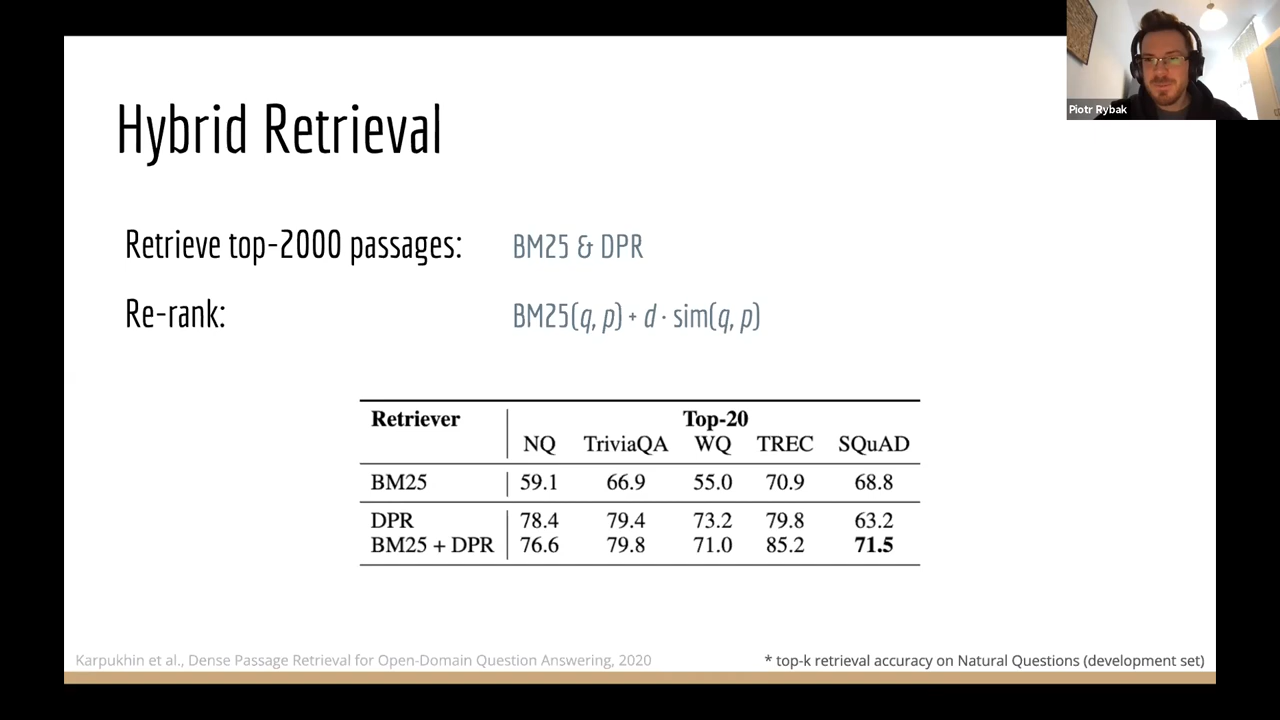 Piotr Rybak
Hybrid Retrieval
Retrieve top-2000 passages: BM25 & DPR
Re-rank: BM25(q, p) + d · sim(q, p)
Retriever Top-20
NQ TriviaQA WQ TREC SQuAD
BM25 59.1 66.9 55.0 70.9 68.8
DPR 78.4 79.4 73.2 79.8 63.2
BM25 + DPR 76.6 79.8 71.0 85.2 71.5
Karpukhin et al., Dense Passage Retrieval for Open-Domain Question Answering, 2020 * top-k retrieval accuracy on Natural Questions (development set)